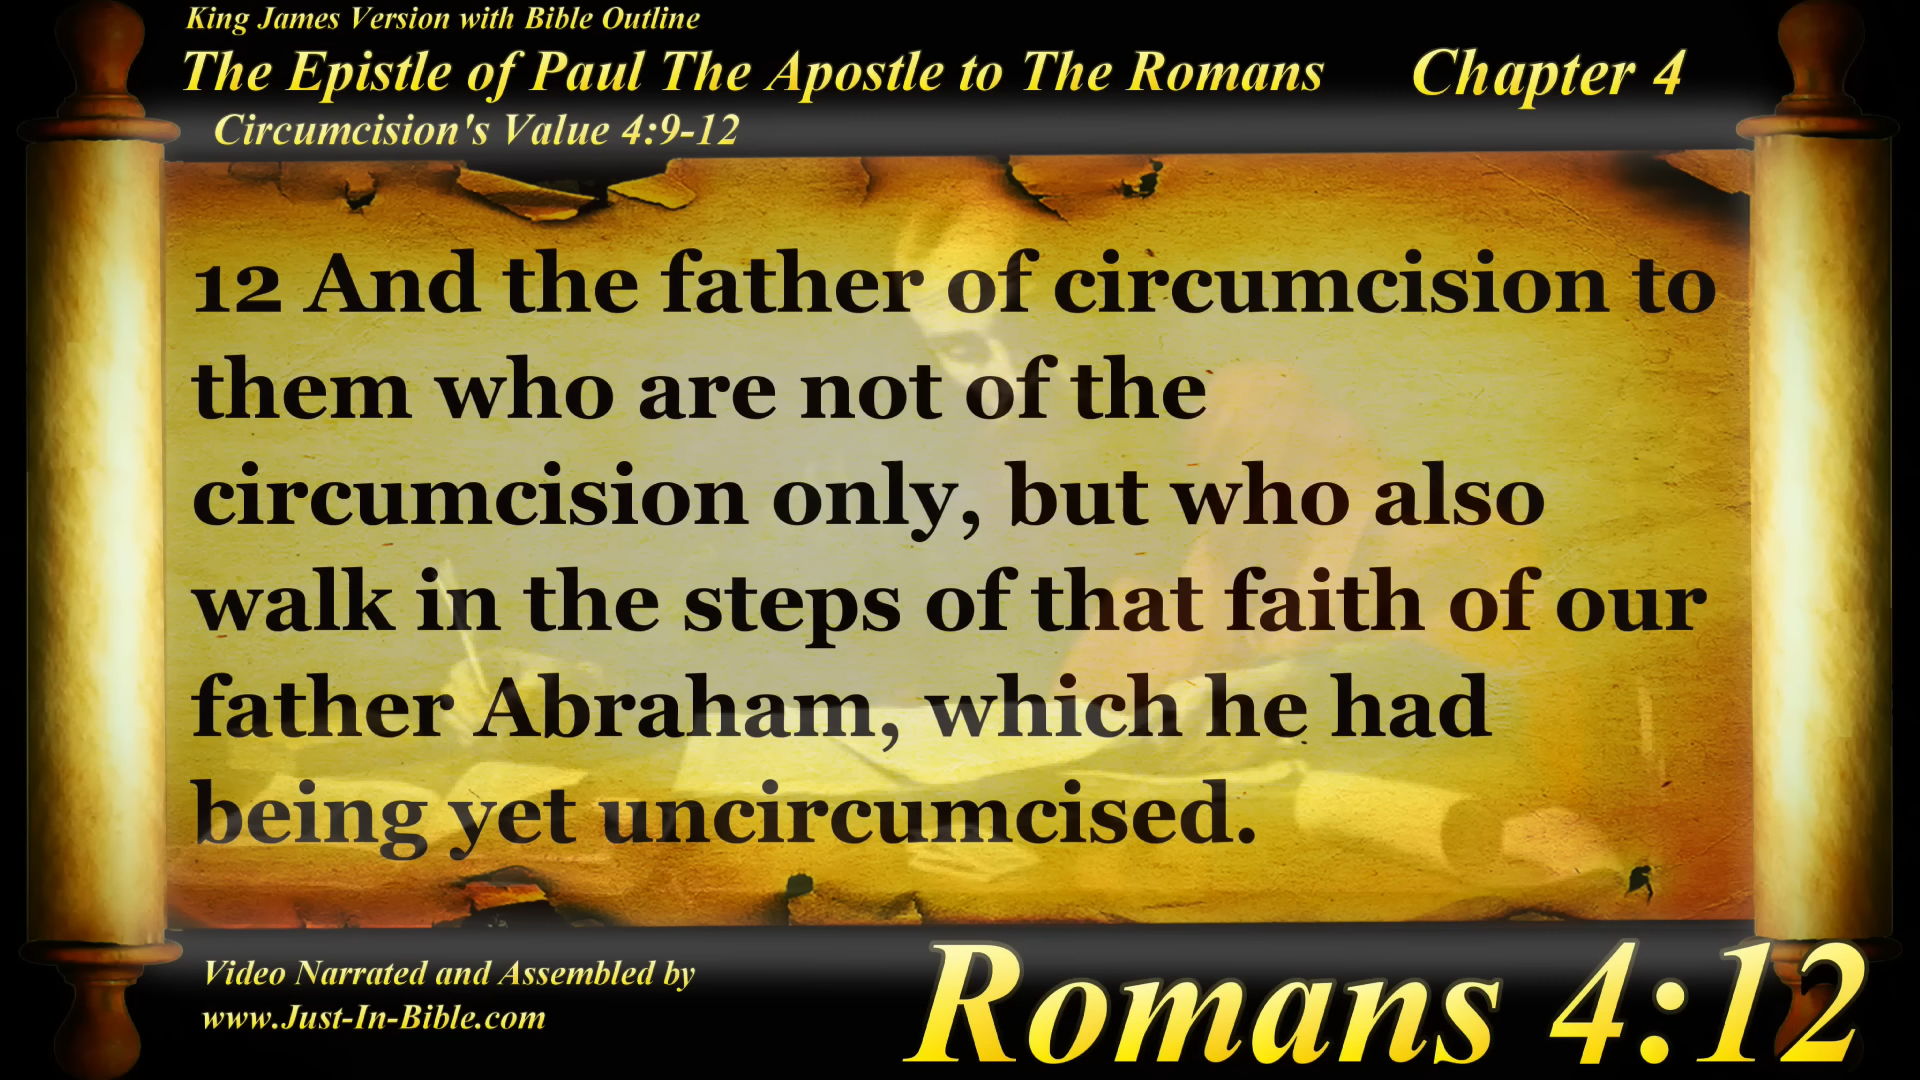 King James Version with Bible Outline
The Epistle of Paul The Apostle to The Romans Chapter 4
Circumcision's Value 4:9-12
12 And the father of circumcision to
them who are not of the
circumcision only, but who also
walk in the steps of that faith of our
father Abraham, which he had
being yet uncircumcised.
Video Narrated and Assembled by
www.Just-In-Bible.com
Romans 4:12